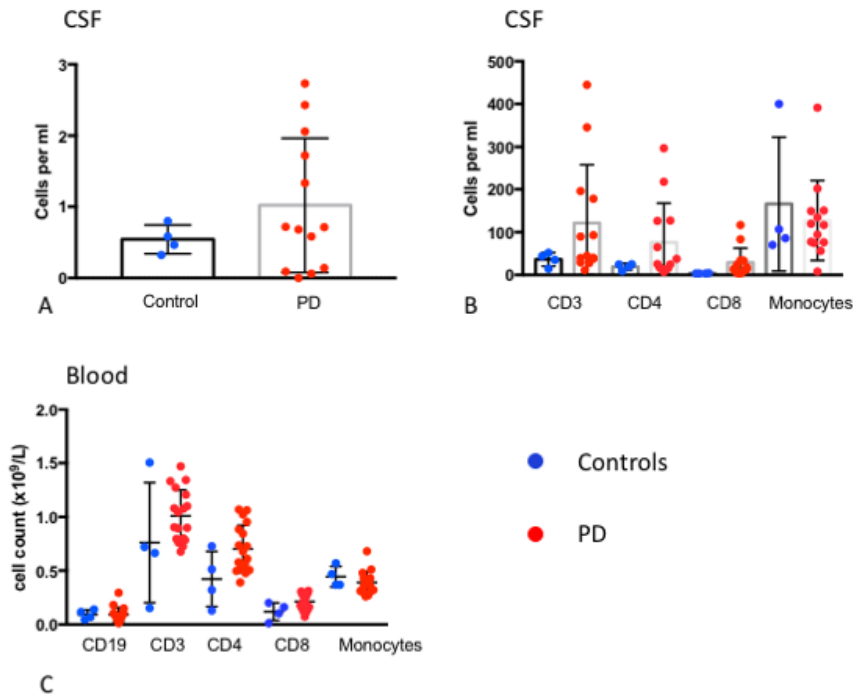 CSF
3
2
1
0
Cells per ml
Control
PD
A
CSF
500
400
300
200
100
0
Cells per ml
CD3
CD4
CD8
Monocytes
B
Blood
2.0
1.5
1.0
0.5
0.0
cell count (x10⁹/L)
CD19
CD3
CD4
CD8
Monocytes
C
Controls
PD